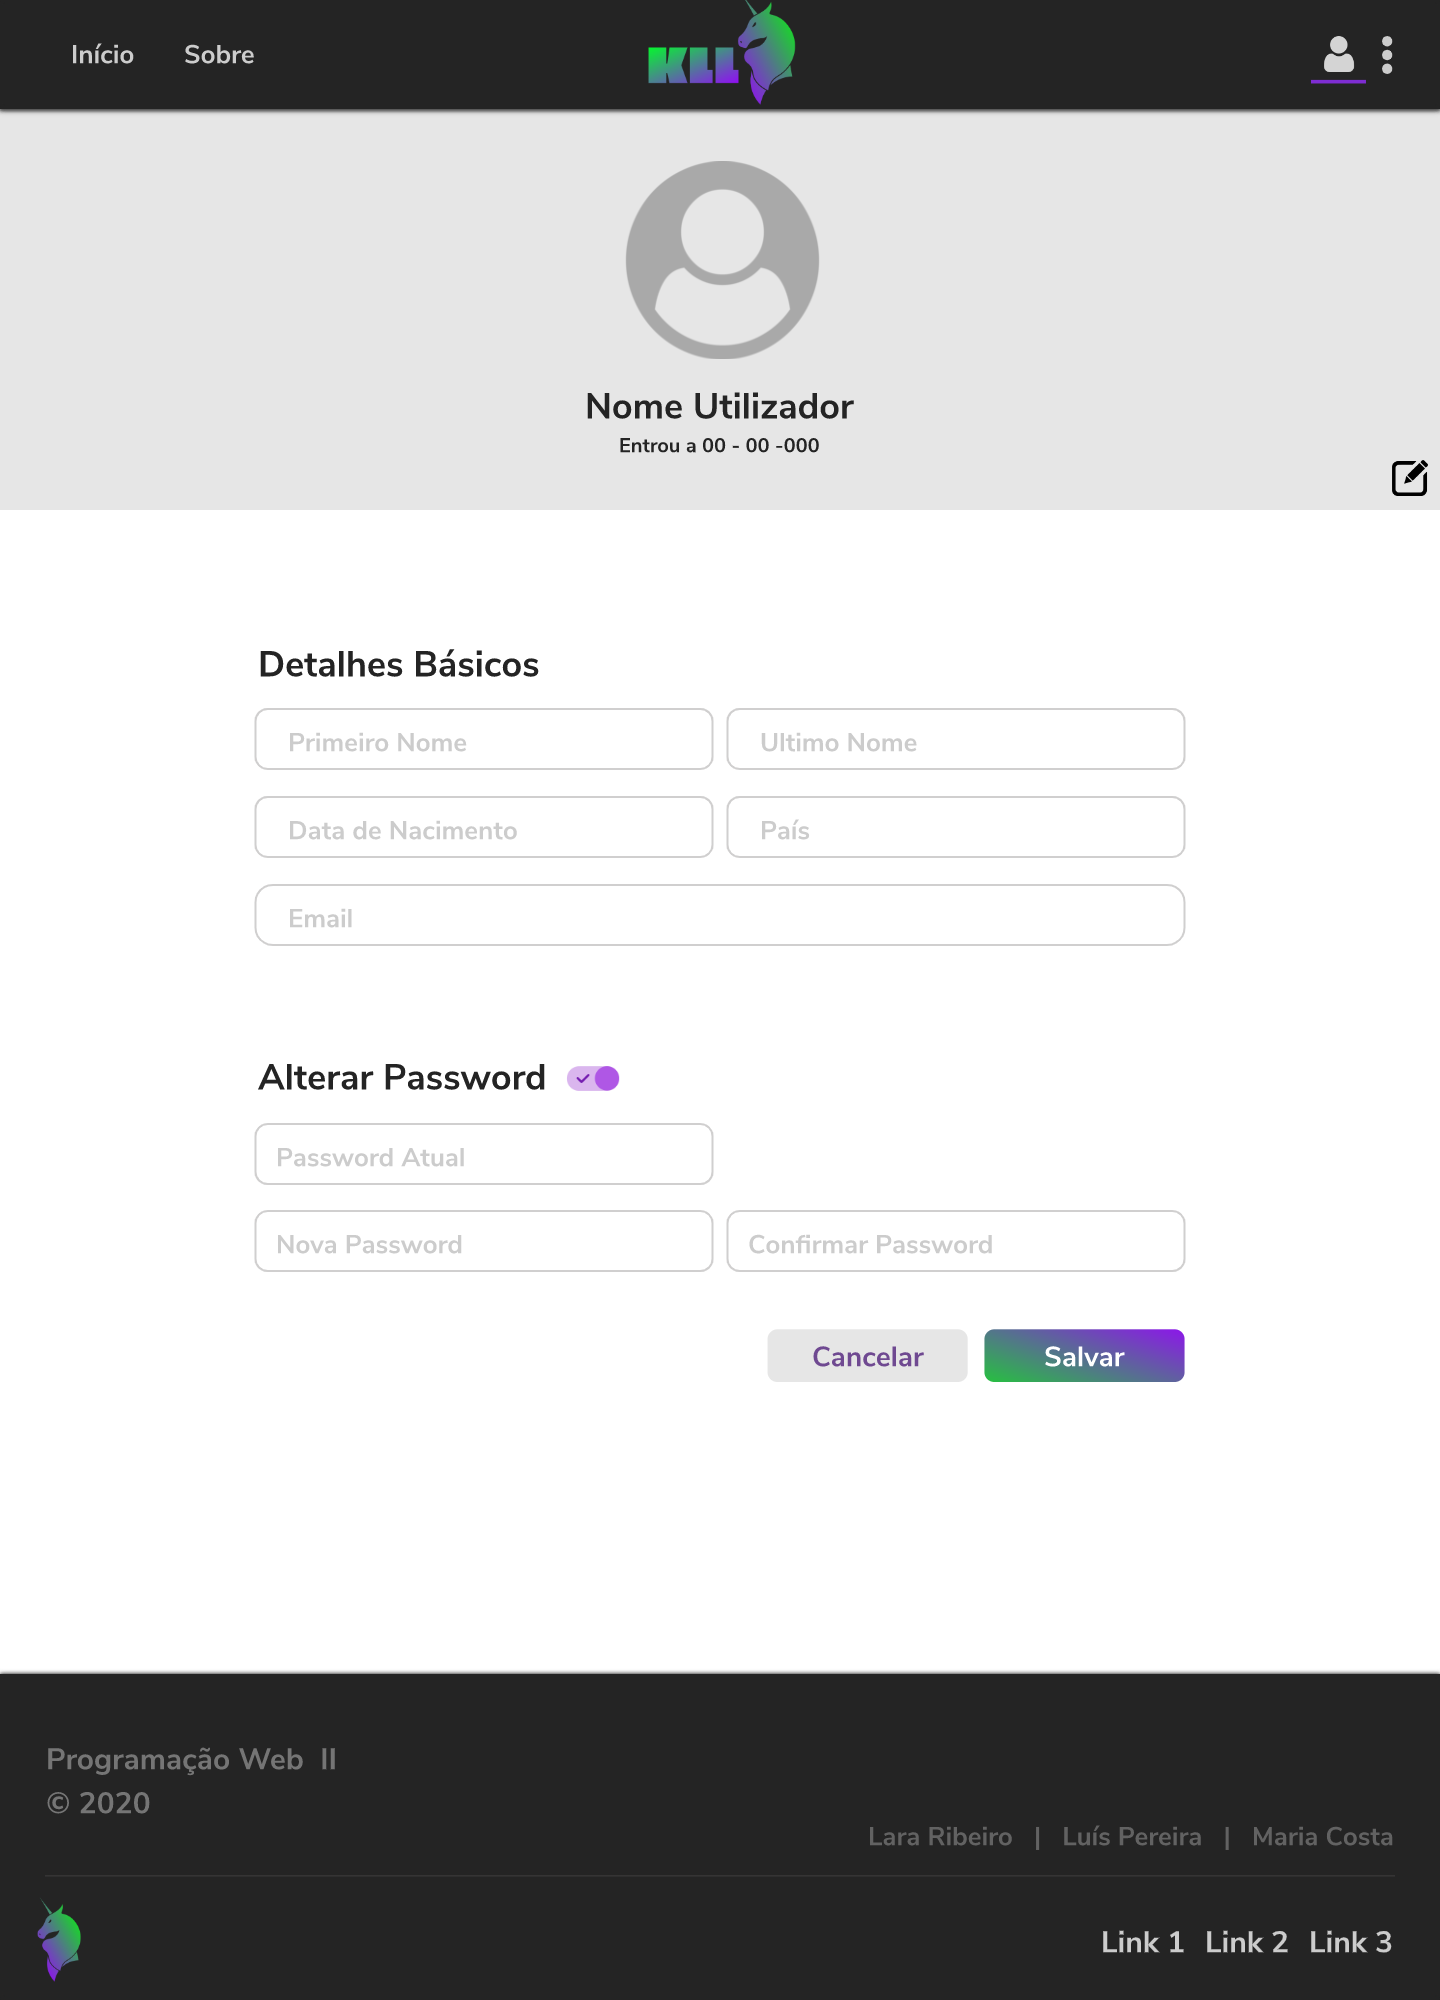 Início Sobre KLL
Nome Utilizador
Entrou a 00 - 00 -000
Detalhes Básicos
Primeiro Nome Ultimo Nome
Data de Nacimento País
Email
Alterar Password
Password Atual
Nova Password Confirmar Password
Cancelar Salvar
Programação Web II
© 2020
Lara Ribeiro | Luís Pereira | Maria Costa
Link 1 Link 2 Link 3